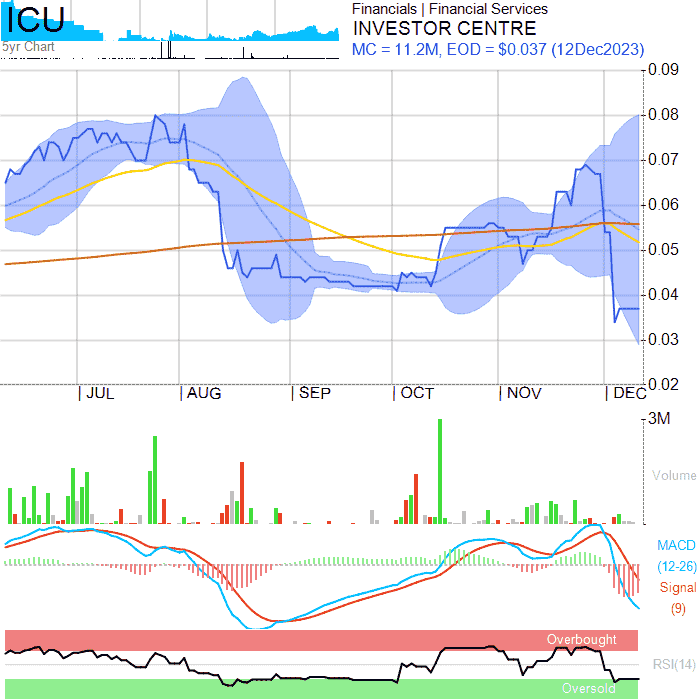 ICU
5yr Chart
Financials | Financial Services
INVESTOR CENTRE
MC = 11.2M, EOD = $0.037 (12Dec2023)
0.09
0.08
0.07
0.06
0.05
0.04
0.03
0.02
| JUL | AUG | SEP | OCT | NOV | DEC
3M
Volume
MACD
(12-26)
Signal
(9)
Overbought
RSI(14)
Oversold